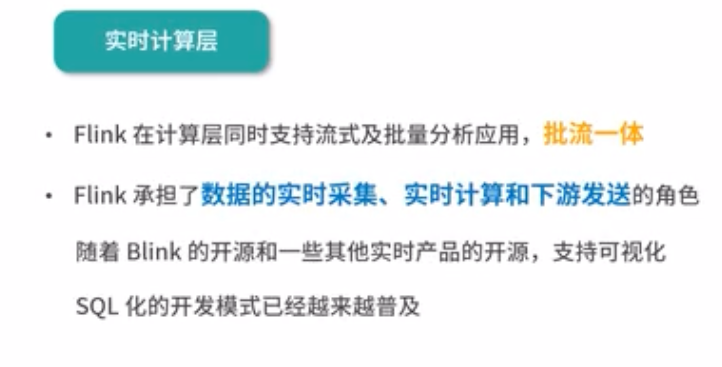 实时计算层
• Flink 在计算层同时支持流式及批量分析应用，批流一体
• Flink 承担了数据的实时采集、实时计算和下游发送的角色
随着 Blink 的开源和一些其他实时产品的开源，支持可视化
SQL 化的开发模式已经越来越普及